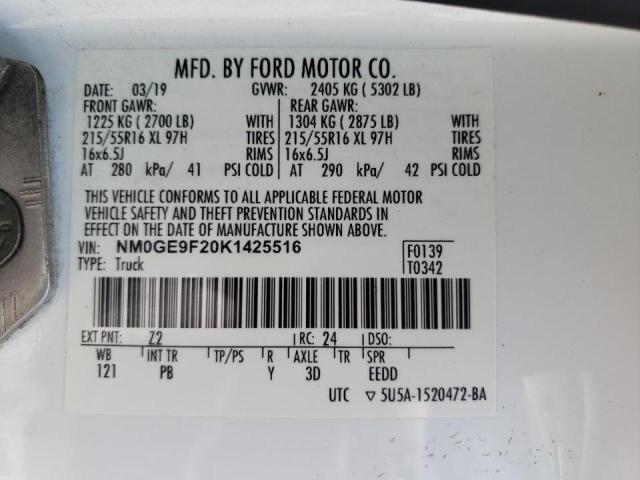 MFD. BY FORD MOTOR CO.
DATE: 03/19 GVWR: 2405 KG ( 5302 LB)
FRONT GAWR: REAR GAWR:
1225 KG ( 2700 LB) WITH 1304 KG ( 2875 LB) WITH
215/55R16 XL 97H TIRES 215/55R16 XL 97H TIRES
16x6.5J RIMS 16x6.5J RIMS
AT 280 kPa/ 41 PSI COLD AT 290 kPa/ 42 PSI COLD
THIS VEHICLE CONFORMS TO ALL APPLICABLE FEDERAL MOTOR
VEHICLE SAFETY AND THEFT PREVENTION STANDARDS IN
EFFECT ON THE DATE OF MANUFACTURE SHOWN ABOVE.
VIN: NM0GE9F20K1425516 F0139
TYPE: Truck T0342
EXT PNT: Z2 RC: 24 DSO:
WB INT TR TP/PS R AXLE TR SPR
121 PB Y 3D EEDD
UTC ▽ 5U5A-1520472-BA